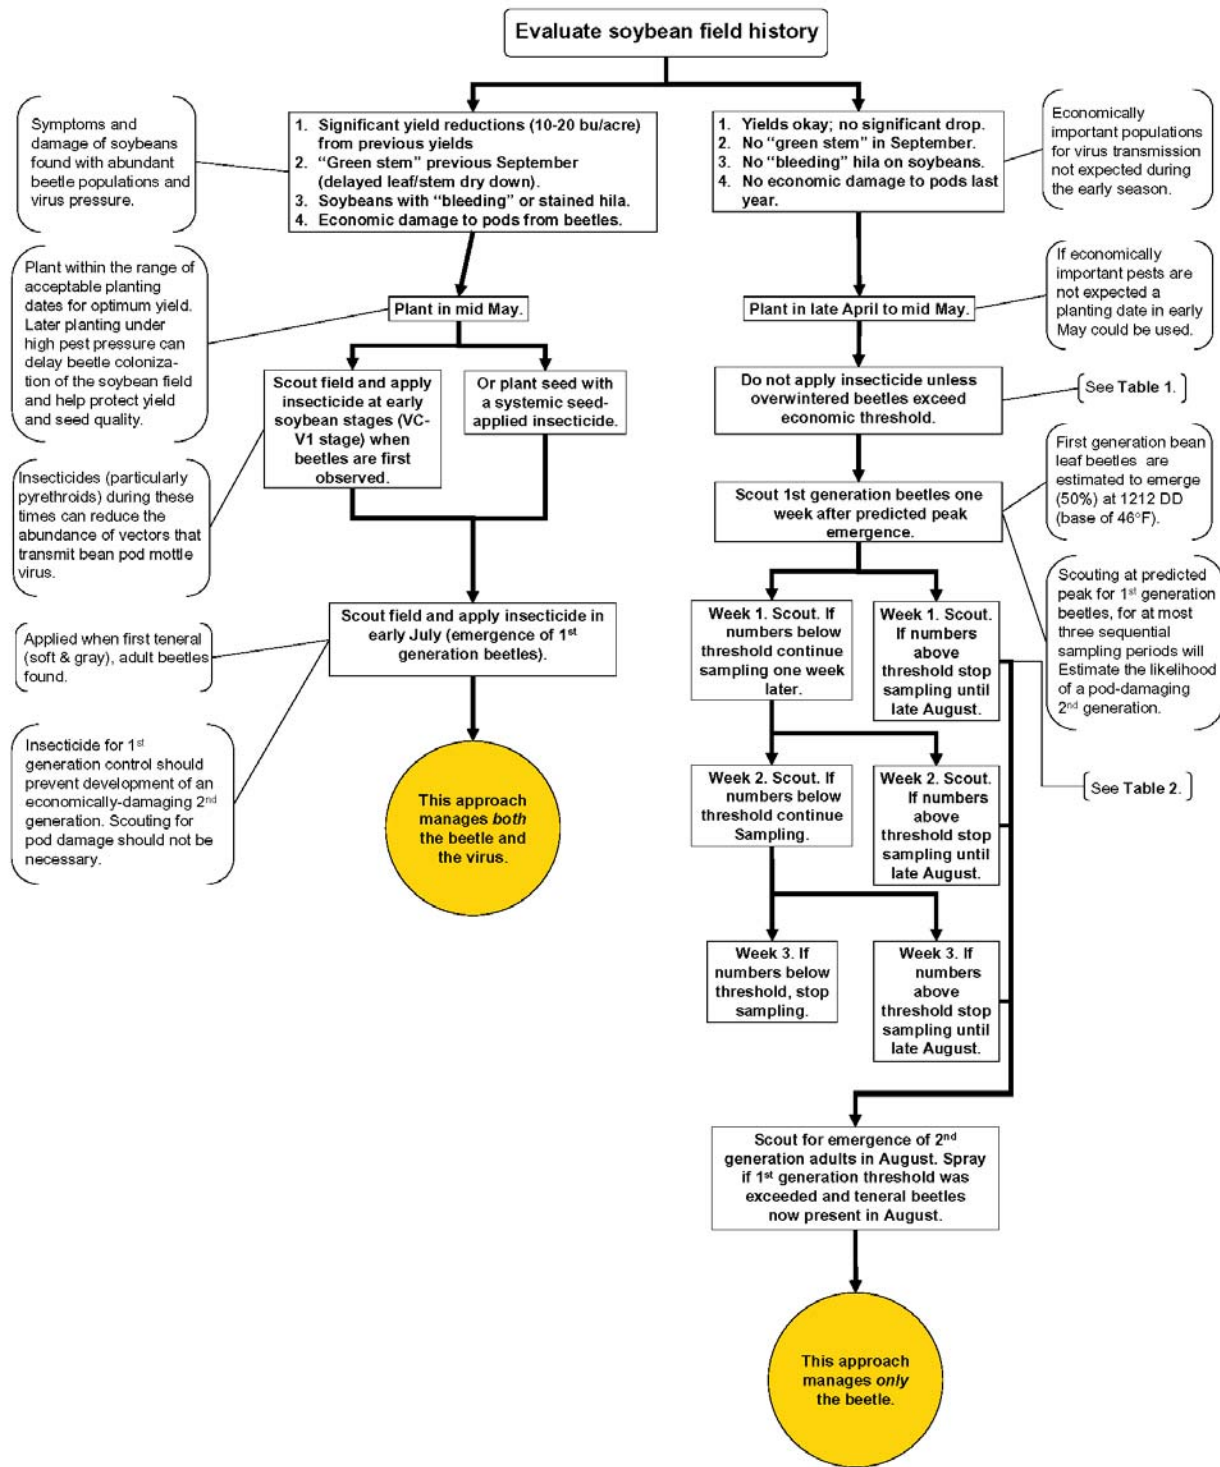 Evaluate soybean field history
Symptoms and
damage of soybeans
found with abundant
beetle populations and
virus pressure.
1. Significant yield reductions (10-20 bu/acre)
from previous yields
2. “Green stem” previous September
(delayed leaf/stem dry down).
3. Soybeans with “bleeding” or stained hila.
4. Economic damage to pods from beetles.
1. Yields okay; no significant drop.
2. No “green stem” in September.
3. No “bleeding” hila on soybeans.
4. No economic damage to pods last
year.
Economically
important populations
for virus transmission
not expected during
the early season.
Plant within the range of
acceptable planting
dates for optimum yield.
Later planting under
high pest pressure can
delay beetle coloniza-
tion of the soybean field
and help protect yield
and seed quality.
Plant in mid May.
Plant in late April to mid May.
If economically
important pests are
not expected a
planting date in early
May could be used.
Scout field and apply
insecticide at early
soybean stages (VC-
V1 stage) when
beetles are first
observed.
Or plant seed with
a systemic seed-
applied insecticide.
Do not apply insecticide unless
overwintered beetles exceed
economic threshold.
See Table 1.
Insecticides (particularly
pyrethroids) during these
times can reduce the
abundance of vectors that
transmit bean pod mottle
virus.
Scout 1st generation beetles one
week after predicted peak
emergence.
First generation bean
leaf beetles are
estimated to emerge
(50%) at 1212 DD
(base of 46°F).
Applied when first teneral
(soft & gray), adult beetles
found.
Scout field and apply insecticide in
early July (emergence of 1st
generation beetles).
Week 1. Scout. If
numbers below
threshold continue
sampling one week
later.
Week 1. Scout.
If numbers
above
threshold stop
sampling until
late August.
Scouting at predicted
peak for 1st generation
beetles, for at most
three sequential
sampling periods will
Estimate the likelihood
of a pod-damaging
2nd generation.
Insecticide for 1st
generation control should
prevent development of an
economically-damaging 2nd
generation. Scouting for
pod damage should not be
necessary.
This approach
manages both
the beetle and
the virus.
Week 2. Scout. If
numbers below
threshold continue
Sampling.
Week 2. Scout.
If numbers
above
threshold stop
sampling until
late August.
See Table 2.
Week 3. If
numbers below
threshold, stop
sampling.
Week 3. If
numbers
above
threshold stop
sampling until
late August.
Scout for emergence of 2nd
generation adults in August. Spray
if 1st generation threshold was
exceeded and teneral beetles
now present in August.
This approach
manages only
the beetle.